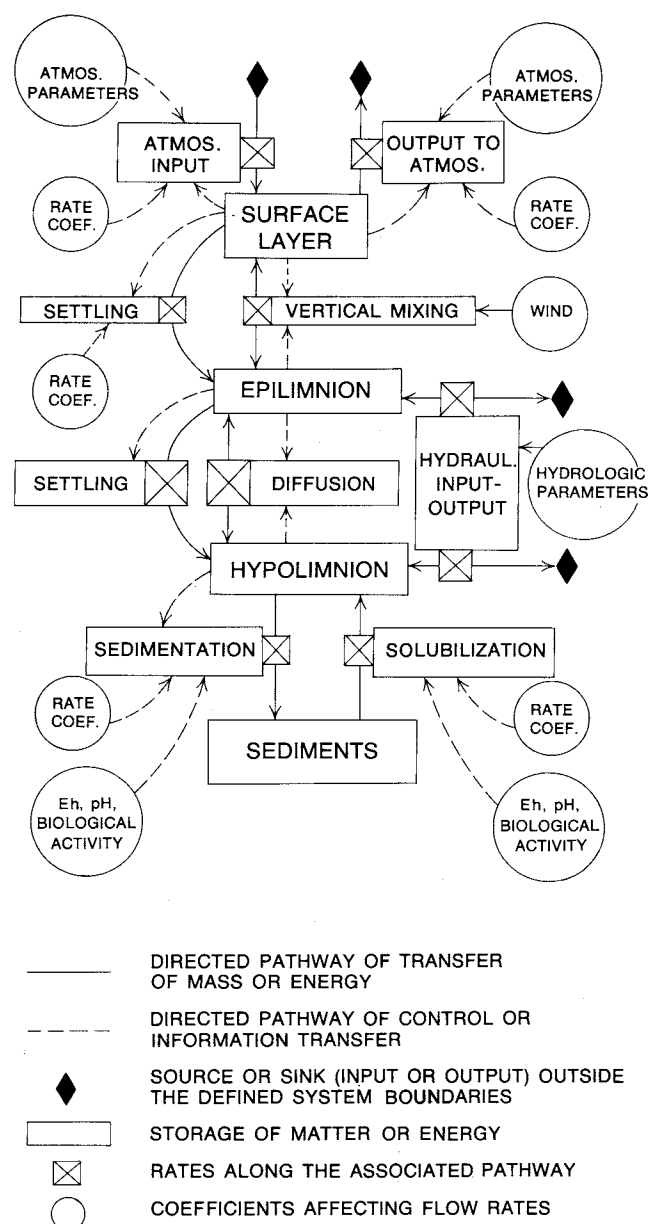 ATMOS.
PARAMETERS
ATMOS.
PARAMETERS
ATMOS.
INPUT
OUTPUT TO
ATMOS.
RATE
COEF.
SURFACE
LAYER
RATE
COEF.
SETTLING
VERTICAL MIXING
WIND
RATE
COEF.
EPILIMNION
SETTLING
DIFFUSION
HYDRAUL.
INPUT-
OUTPUT
HYDROLOGIC
PARAMETERS
HYPOLIMNION
SEDIMENTATION
SOLUBILIZATION
RATE
COEF.
RATE
COEF.
SEDIMENTS
Eh, pH,
BIOLOGICAL
ACTIVITY
Eh, pH,
BIOLOGICAL
ACTIVITY
DIRECTED PATHWAY OF TRANSFER
OF MASS OR ENERGY
DIRECTED PATHWAY OF CONTROL OR
INFORMATION TRANSFER
SOURCE OR SINK (INPUT OR OUTPUT) OUTSIDE
THE DEFINED SYSTEM BOUNDARIES
STORAGE OF MATTER OR ENERGY
RATES ALONG THE ASSOCIATED PATHWAY
COEFFICIENTS AFFECTING FLOW RATES